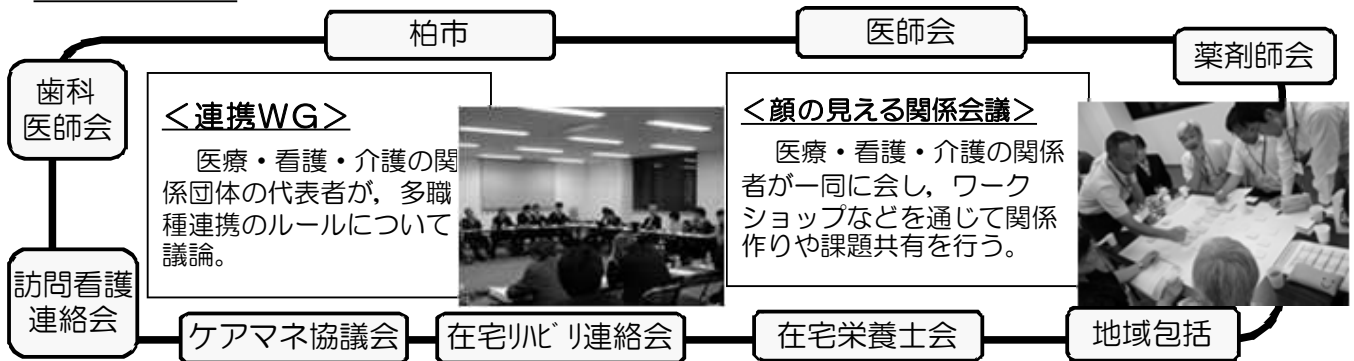 柏市
医師会
薬剤師会
歯科
医師会
＜連携WG＞
医療・看護・介護の関
係団体の代表者が，多職
種連携のルールについて
議論。
＜顔の見える関係会議＞
医療・看護・介護の関係
者が一同に会し，ワーク
ショップなどを通じて関係
作りや課題共有を行う。
訪問看護
連絡会
ケアマネ協議会
在宅ﾘﾊﾋﾞﾘ連絡会
在宅栄養士会
地域包括